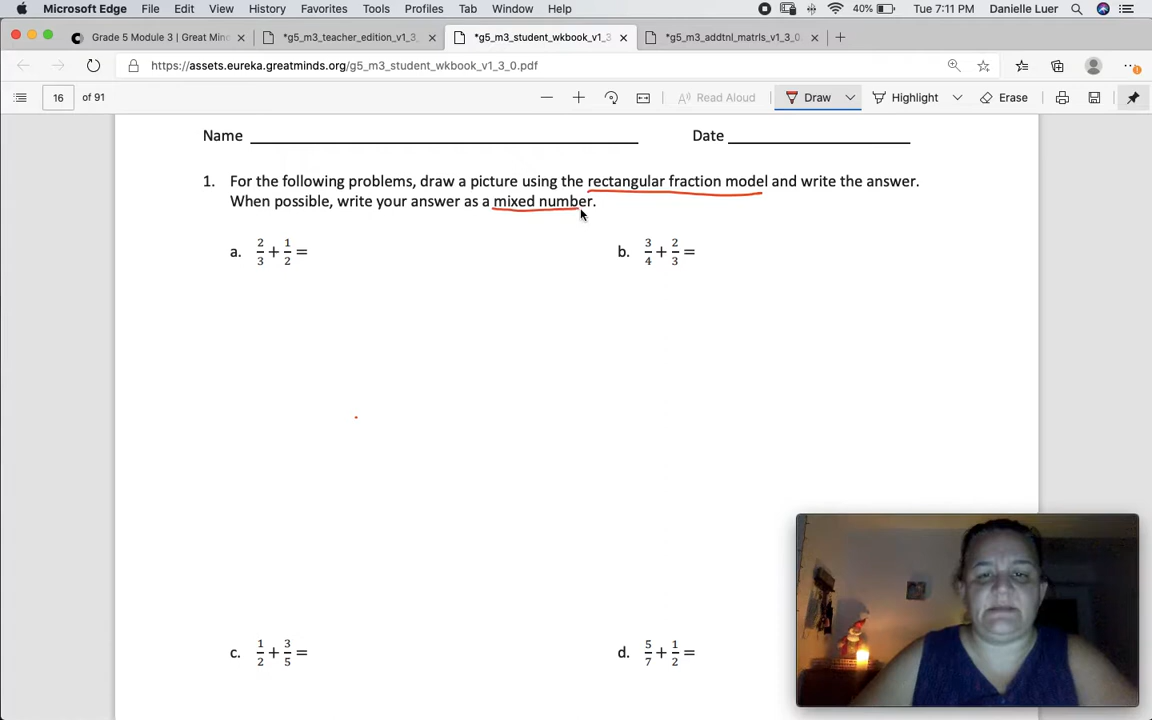 Microsoft Edge File Edit View History Favorites Tools Profiles Tab Window Help 40% Tue 7:11 PM Danielle Luer
Grade 5 Module 3 | Great Min
*g5_m3_teacher_edition_v1_3_
*g5_m3_student_wkbook_v1_3
*g5_m3_addtnl_matrls_v1_3_0
https://assets.eureka.greatminds.org/g5_m3_student_wkbook_v1_3_0.pdf
16 of 91 Read Aloud Draw Highlight Erase
Name Date
1. For the following problems, draw a picture using the rectangular fraction model and write the answer.
When possible, write your answer as a mixed number.
a. 2/3 + 1/2 = b. 3/4 + 2/3 =
c. 1/2 + 3/5 = d. 5/7 + 1/2 =